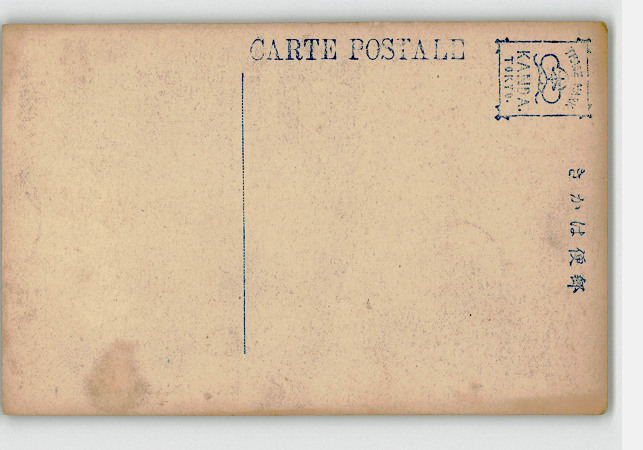 CARTE POSTALE
TRADE MARK
KANDA.
TOKYO.
きかは便郵